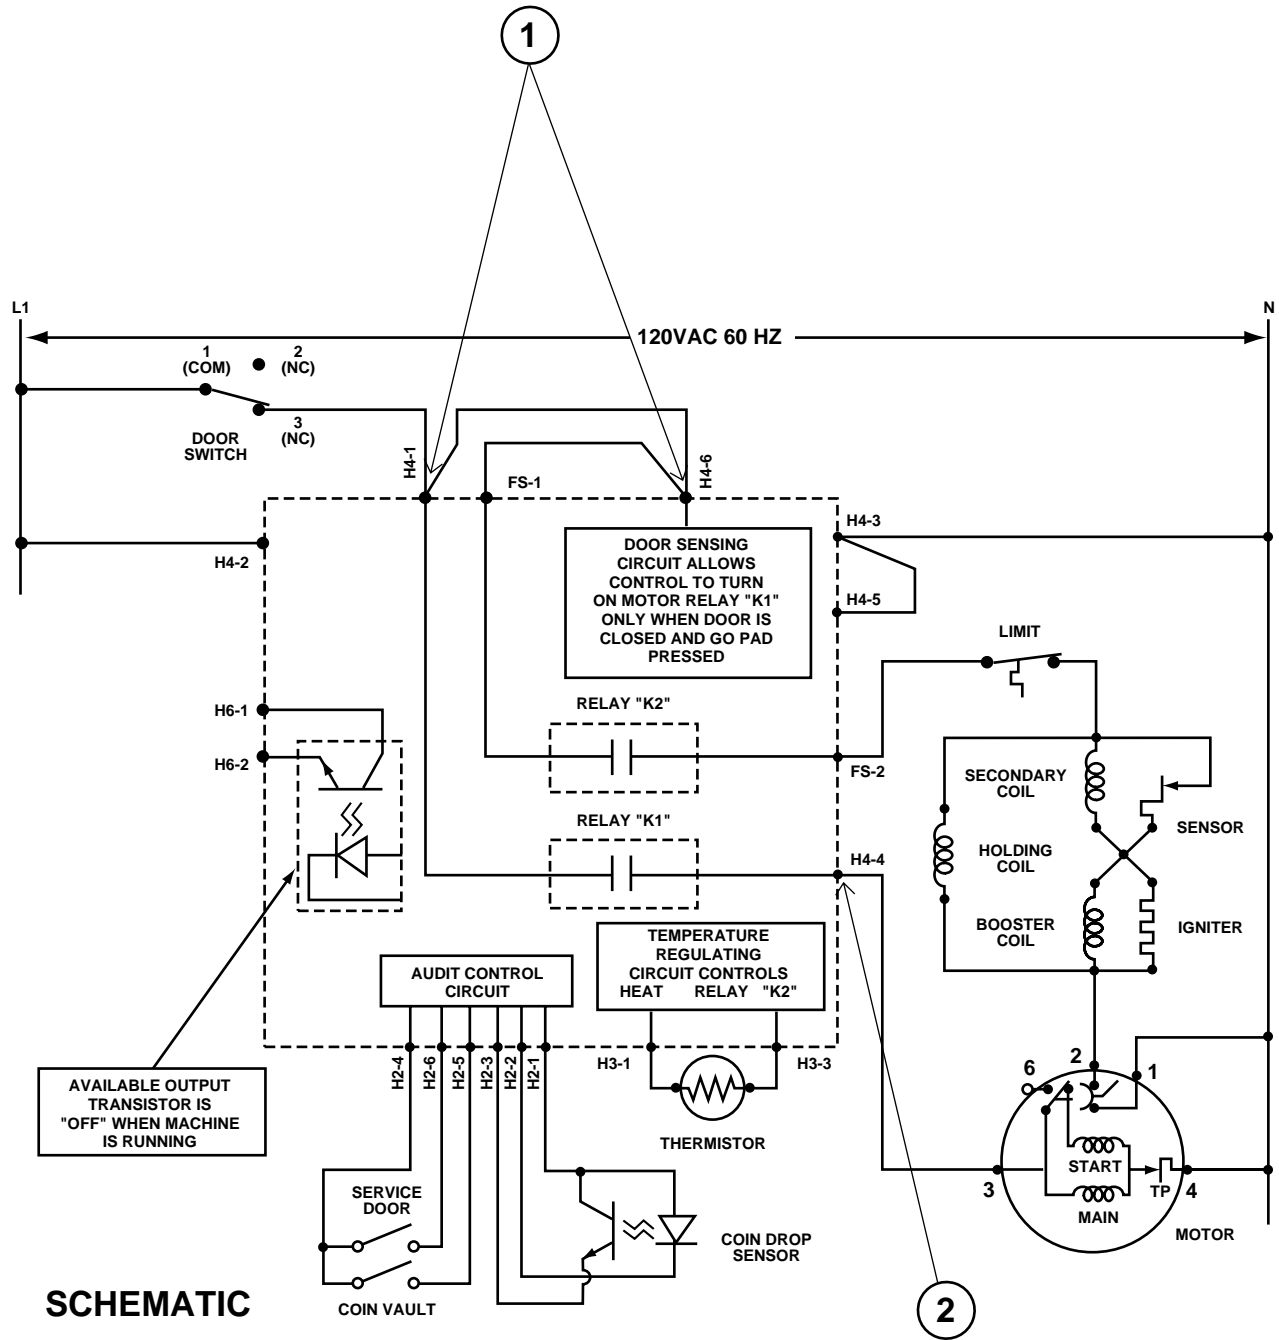 1
L1
N
120VAC 60 HZ
1
(COM)
2
(NC)
3
(NC)
DOOR
SWITCH
H4-1
FS-1
H4-6
H4-2
H4-3
H4-5
DOOR SENSING
CIRCUIT ALLOWS
CONTROL TO TURN
ON MOTOR RELAY "K1"
ONLY WHEN DOOR IS
CLOSED AND GO PAD
PRESSED
LIMIT
H6-1
H6-2
RELAY "K2"
FS-2
SECONDARY
COIL
SENSOR
RELAY "K1"
H4-4
HOLDING
COIL
BOOSTER
COIL
IGNITER
TEMPERATURE
REGULATING
CIRCUIT CONTROLS
HEAT RELAY "K2"
AUDIT CONTROL
CIRCUIT
H2-4
H2-6
H2-5
H2-3
H2-2
H2-1
H3-1
H3-3
THERMISTOR
AVAILABLE OUTPUT
TRANSISTOR IS
"OFF" WHEN MACHINE
IS RUNNING
6
2
1
START
MAIN
TP
3
4
MOTOR
SERVICE
DOOR
COIN VAULT
COIN DROP
SENSOR
SCHEMATIC
2